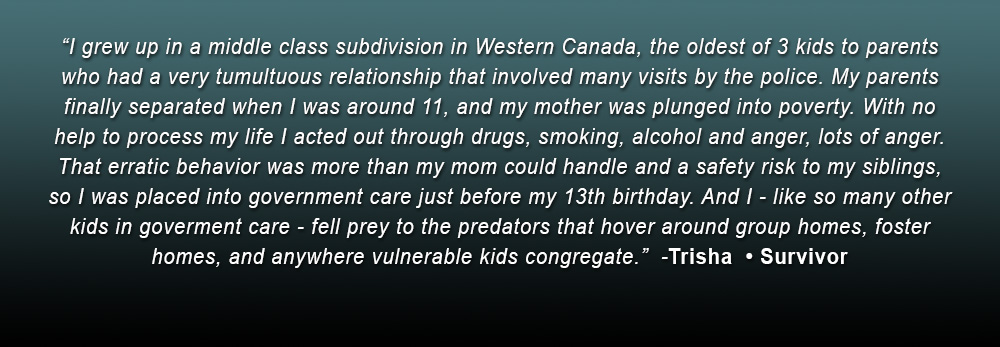 “I grew up in a middle class subdivision in Western Canada, the oldest of 3 kids to parents
who had a very tumultuous relationship that involved many visits by the police. My parents
finally separated when I was around 11, and my mother was plunged into poverty. With no
help to process my life I acted out through drugs, smoking, alcohol and anger, lots of anger.
That erratic behavior was more than my mom could handle and a safety risk to my siblings,
so I was placed into government care just before my 13th birthday. And I - like so many other
kids in goverment care - fell prey to the predators that hover around group homes, foster
homes, and anywhere vulnerable kids congregate.” -Trisha • Survivor